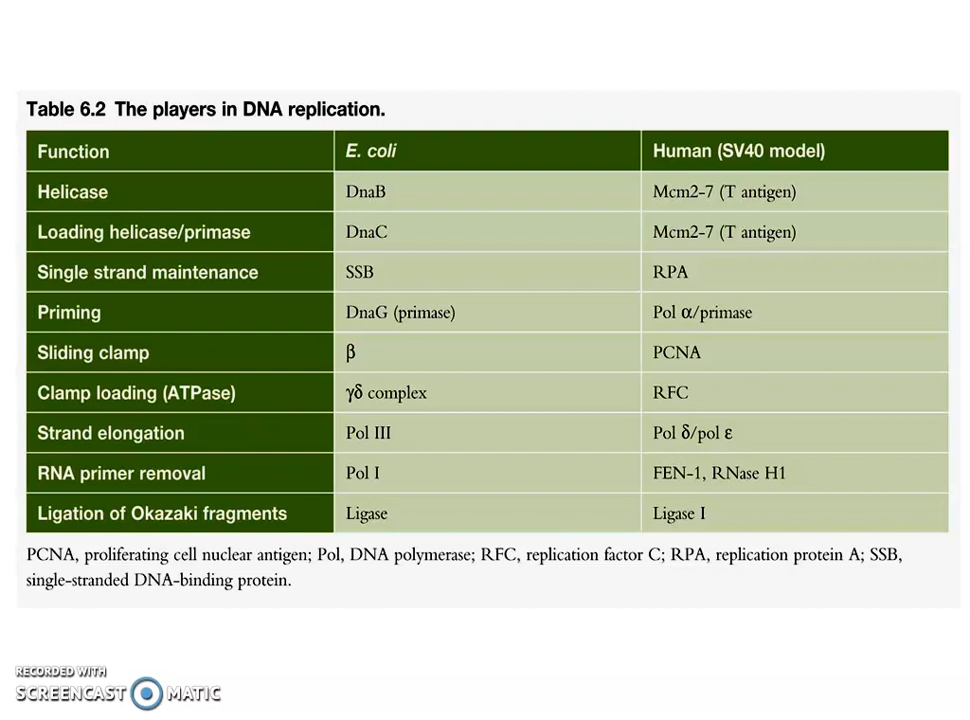 Table 6.2 The players in DNA replication.
Function E. coli Human (SV40 model)
Helicase DnaB Mcm2-7 (T antigen)
Loading helicase/primase DnaC Mcm2-7 (T antigen)
Single strand maintenance SSB RPA
Priming DnaG (primase) Pol α/primase
Sliding clamp β PCNA
Clamp loading (ATPase) γδ complex RFC
Strand elongation Pol III Pol δ/pol ε
RNA primer removal Pol I FEN-1, RNase H1
Ligation of Okazaki fragments Ligase Ligase I
PCNA, proliferating cell nuclear antigen; Pol, DNA polymerase; RFC, replication factor C; RPA, replication protein A; SSB,
single-stranded DNA-binding protein.
RECORDED WITH
SCREENCAST MATIC